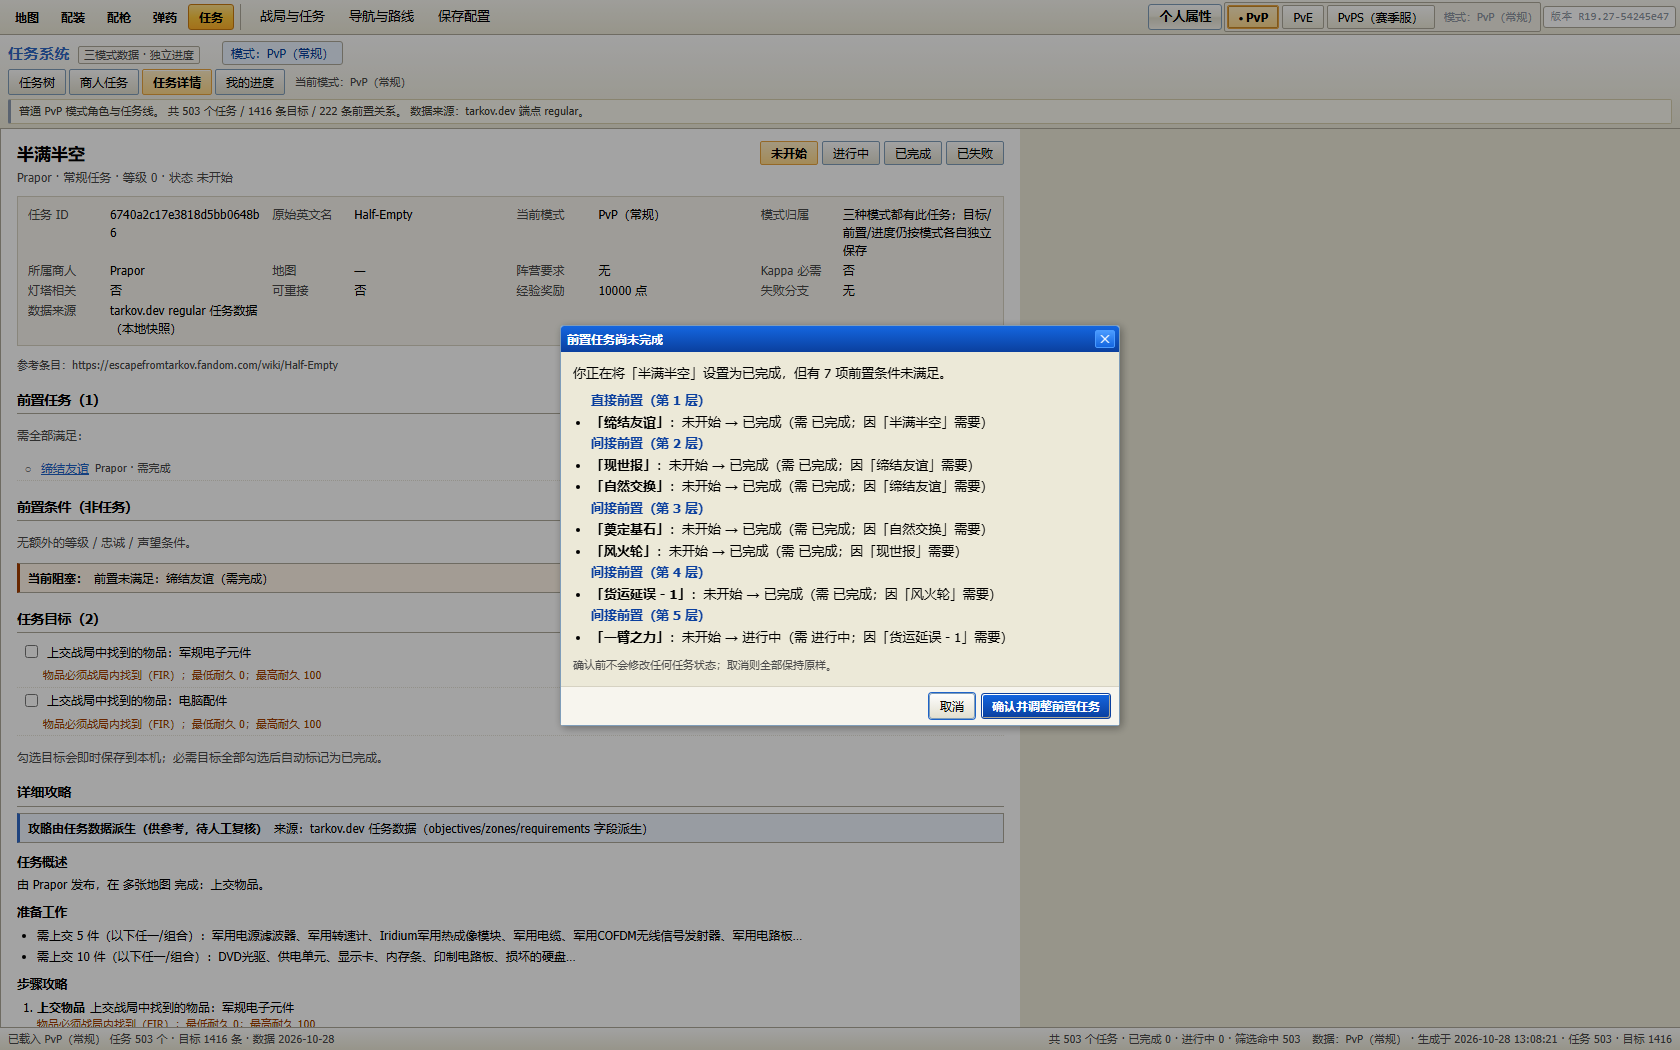 地图 配装 配枪 弹药 任务 战局与任务 导航与路线 保存配置 个人属性 • PvP PvE PvPS（赛季服） 模式：PvP（常规） 版本 R19.27-54245e47
任务系统 三模式数据 · 独立进度 模式：PvP（常规）
任务树 商人任务 任务详情 我的进度 当前模式：PvP（常规）
普通 PvP 模式角色与任务线。 共 503 个任务 / 1416 条目标 / 222 条前置关系。 数据来源：tarkov.dev 端点 regular。
半满半空 未开始 进行中 已完成 已失败
Prapor · 常规任务 · 等级 0 · 状态 未开始
任务 ID 6740a2c17e3818d5bb0648b6 原始英文名 Half-Empty 当前模式 PvP（常规） 模式归属 三种模式都有此任务；目标/前置/进度仍按模式各自独立保存
所属商人 Prapor 地图 — 阵营要求 无 Kappa 必需 否
灯塔相关 否 可重接 否 经验奖励 10000 点 失败分支 无
数据来源 tarkov.dev regular 任务数据（本地快照）
参考条目：https://escapefromtarkov.fandom.com/wiki/Half-Empty
前置任务（1）
需全部满足：
○ 缔结友谊 Prapor · 需完成
前置条件（非任务）
无额外的等级 / 忠诚 / 声望条件。
当前阻塞： 前置未满足：缔结友谊（需完成）
任务目标（2）
上交战局中找到的物品：军规电子元件
物品必须战局内找到（FIR）；最低耐久 0；最高耐久 100
上交战局中找到的物品：电脑配件
物品必须战局内找到（FIR）；最低耐久 0；最高耐久 100
勾选目标会即时保存到本机；必需目标全部勾选后自动标记为已完成。
详细攻略
攻略由任务数据派生（供参考，待人工复核） 来源：tarkov.dev 任务数据（objectives/zones/requirements 字段派生）
任务概述
由 Prapor 发布，在 多张地图 完成：上交物品。
准备工作
• 需上交 5 件（以下任一/组合）：军用电源滤波器、军用转速计、Iridium军用热成像模块、军用电缆、军用COFDM无线信号发射器、军用电路板...
• 需上交 10 件（以下任一/组合）：DVD光驱、供电单元、显示卡、内存条、印制电路板、损坏的硬盘...
步骤攻略
1. 上交物品 上交战局中找到的物品：军规电子元件
物品必须战局内找到（FIR）；最低耐久 0；最高耐久 100
前置任务尚未完成
你正在将「半满半空」设置为已完成，但有 7 项前置条件未满足。
直接前置（第 1 层）
• 「缔结友谊」：未开始 → 已完成（需 已完成；因「半满半空」需要）
间接前置（第 2 层）
• 「现世报」：未开始 → 已完成（需 已完成；因「缔结友谊」需要）
• 「自然交换」：未开始 → 已完成（需 已完成；因「缔结友谊」需要）
间接前置（第 3 层）
• 「奠定基石」：未开始 → 已完成（需 已完成；因「自然交换」需要）
• 「风火轮」：未开始 → 已完成（需 已完成；因「现世报」需要）
间接前置（第 4 层）
• 「货运延误 - 1」：未开始 → 已完成（需 已完成；因「风火轮」需要）
间接前置（第 5 层）
• 「一臂之力」：未开始 → 进行中（需 进行中；因「货运延误 - 1」需要）
确认前不会修改任何任务状态；取消则全部保持原样。
取消 确认并调整前置任务
已载入 PvP（常规） 任务 503 个 · 目标 1416 条 · 数据 2026-10-28 共 503 个任务 · 已完成 0 · 进行中 0 · 筛选命中 503 数据：PvP（常规） · 生成于 2026-10-28 13:08:21 · 任务 503 · 目标 1416